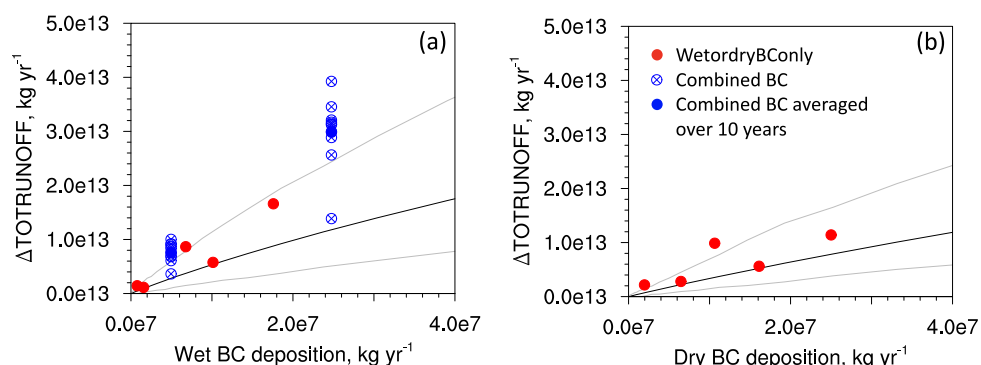 5.0e13
4.0e13
3.0e13
2.0e13
1.0e13
0.0e13
ΔTOTRUNOFF, kg yr⁻¹
(a)
0.0e7 2.0e7 4.0e7
Wet BC deposition, kg yr⁻¹
5.0e13
4.0e13
3.0e13
2.0e13
1.0e13
0.0e13
ΔTOTRUNOFF, kg yr⁻¹
(b)
WetordryBConly
Combined BC
Combined BC averaged
over 10 years
0.0e7 2.0e7 4.0e7
Dry BC deposition, kg yr⁻¹